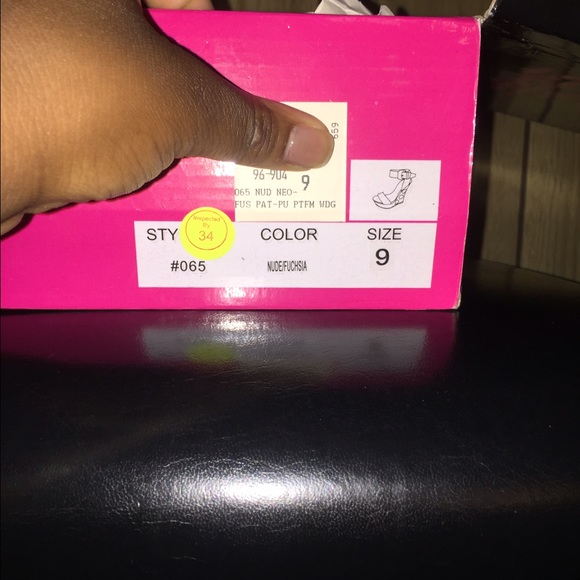 659
96-904 9
065 NUD NEO-
FUS PAT-PU PTFM WDG
STY
COLOR
SIZE
Inspected
By
34
#065
NUDE/FUCHSIA
9